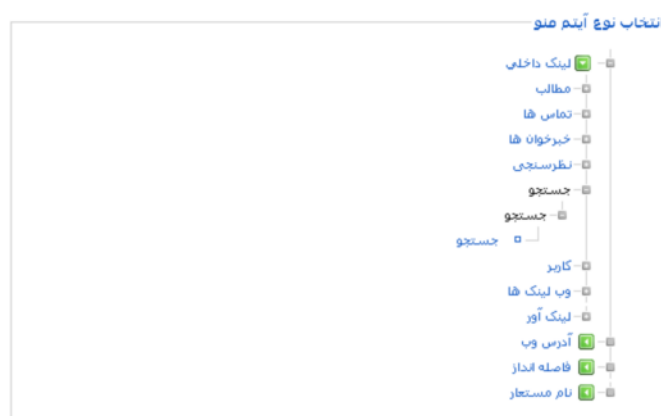 انتخاب نوع آیتم منو
لینک داخلی
مطالب
تماس ها
خبرخوان ها
نظرسنجی
جستجو
جستجو
جستجو
کاربر
وب لینک ها
لینک آور
آدرس وب
فاصله انداز
نام مستعار